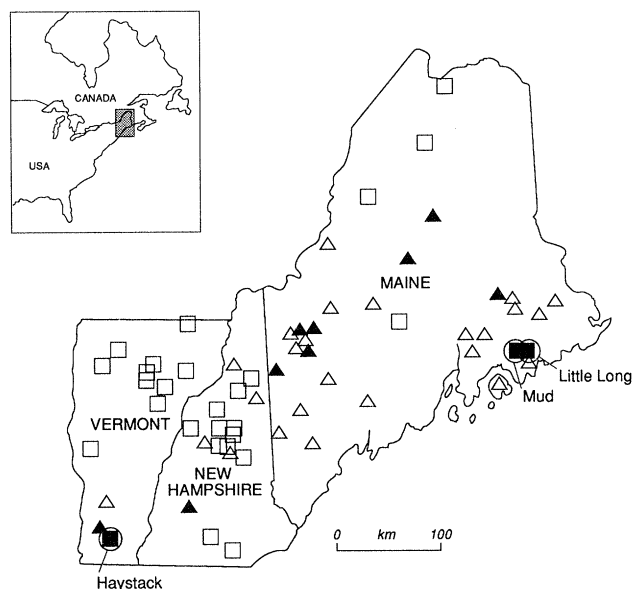 CANADA
USA
MAINE
Little Long
Mud
VERMONT
NEW
HAMPSHIRE
0 km 100
Haystack